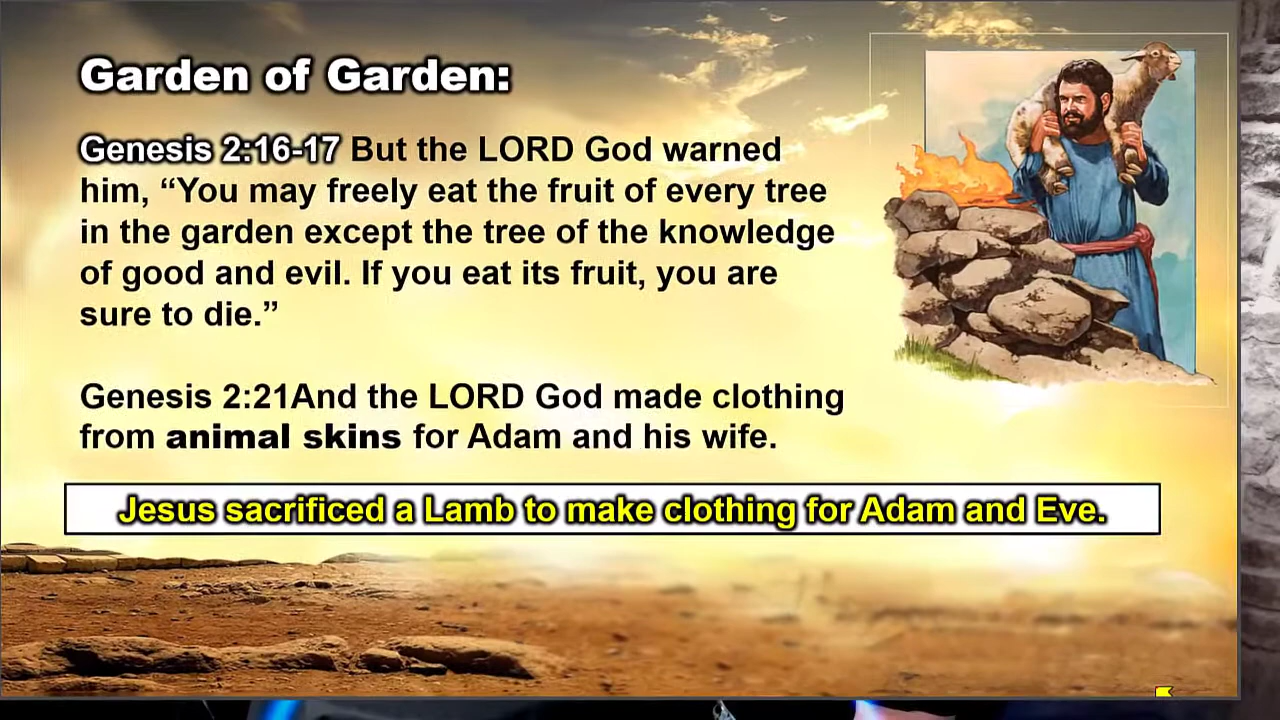 Garden of Garden:
Genesis 2:16-17 But the LORD God warned
him, “You may freely eat the fruit of every tree
in the garden except the tree of the knowledge
of good and evil. If you eat its fruit, you are
sure to die.”
Genesis 2:21And the LORD God made clothing
from animal skins for Adam and his wife.
Jesus sacrificed a Lamb to make clothing for Adam and Eve.